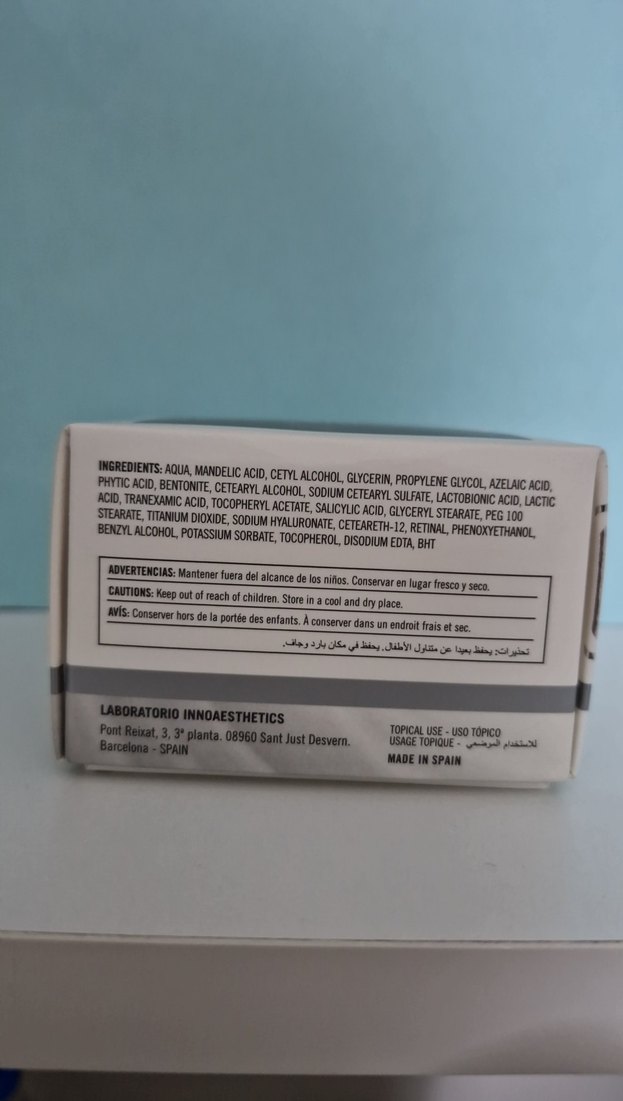 INGREDIENTS: AQUA, MANDELIC ACID, CETYL ALCOHOL, GLYCERIN, PROPYLENE GLYCOL, AZELAIC ACID,
PHYTIC ACID, BENTONITE, CETEARYL ALCOHOL, SODIUM CETEARYL SULFATE, LACTOBIONIC ACID, LACTIC
ACID, TRANEXAMIC ACID, TOCOPHERYL ACETATE, SALICYLIC ACID, GLYCERYL STEARATE, PEG 100
STEARATE, TITANIUM DIOXIDE, SODIUM HYALURONATE, CETEARETH-12, RETINAL, PHENOXYETHANOL,
BENZYL ALCOHOL, POTASSIUM SORBATE, TOCOPHEROL, DISODIUM EDTA, BHT
ADVERTENCIAS: Mantener fuera del alcance de los niños. Conservar en lugar fresco y seco.
CAUTIONS: Keep out of reach of children. Store in a cool and dry place.
AVÍS: Conserver hors de la portée des enfants. À conserver dans un endroit frais et sec.
تحذيرات: يحفظ بعيدا عن متناول الأطفال. يحفظ في مكان بارد وجاف.
LABORATORIO INNOAESTHETICS
Pont Reixat, 3, 3ª planta. 08960 Sant Just Desvern.
Barcelona - SPAIN
TOPICAL USE - USO TÓPICO
USAGE TOPIQUE - للاستخدام الموضعي
MADE IN SPAIN